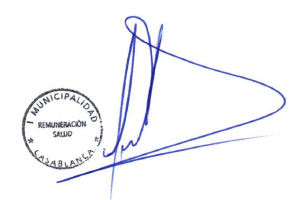 I MUNICIPALIDAD
REMUNERACIÓN
SALUD
* CASABLANCA *